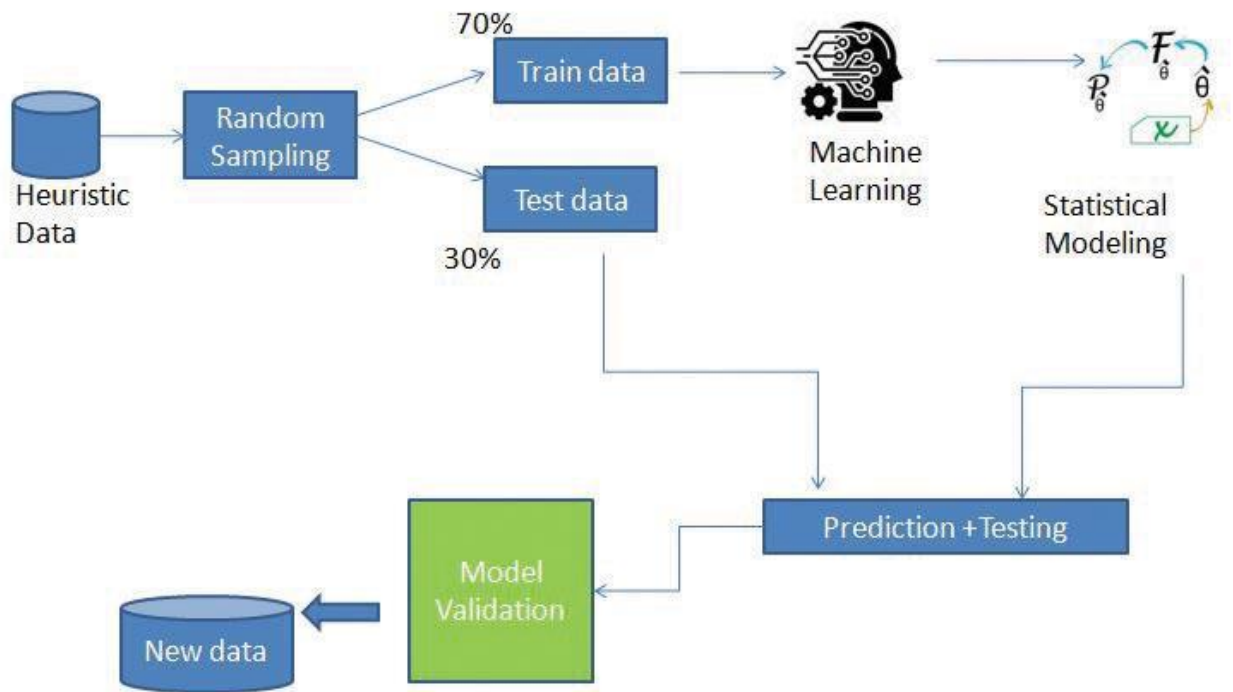 70%
Train data
Random
Sampling
Heuristic
Data
Test data
30%
Machine
Learning
P θ̂
F θ̂
θ̂
x
Statistical
Modeling
Prediction +Testing
Model
Validation
New data